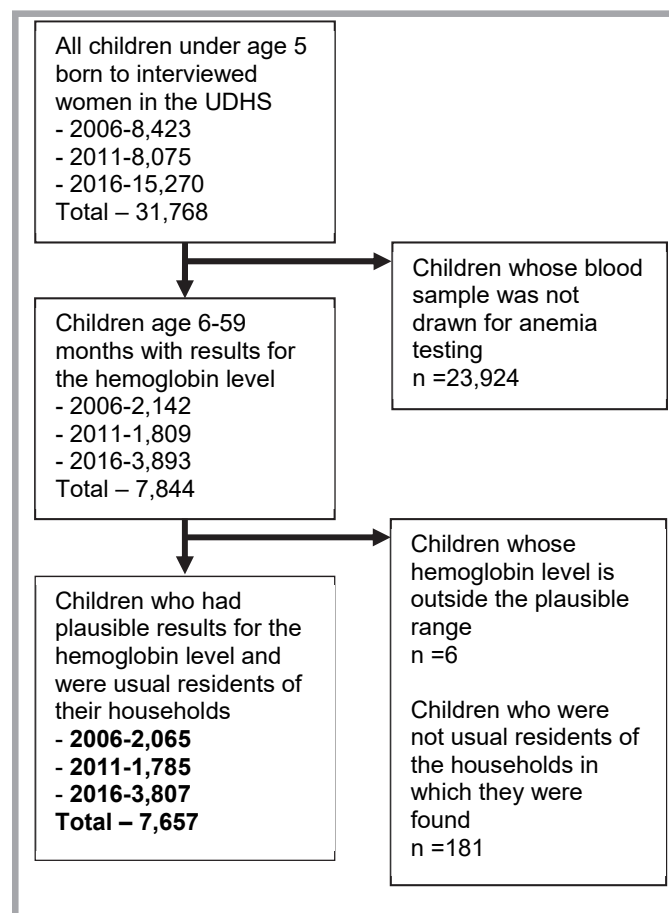 All children under age 5
born to interviewed
women in the UDHS
- 2006-8,423
- 2011-8,075
- 2016-15,270
Total – 31,768
Children whose blood
sample was not
drawn for anemia
testing
n =23,924
Children age 6-59
months with results for
the hemoglobin level
- 2006-2,142
- 2011-1,809
- 2016-3,893
Total – 7,844
Children whose
hemoglobin level is
outside the plausible
range
n =6
Children who were
not usual residents of
the households in
which they were
found
n =181
Children who had
plausible results for the
hemoglobin level and
were usual residents of
their households
- 2006-2,065
- 2011-1,785
- 2016-3,807
Total – 7,657